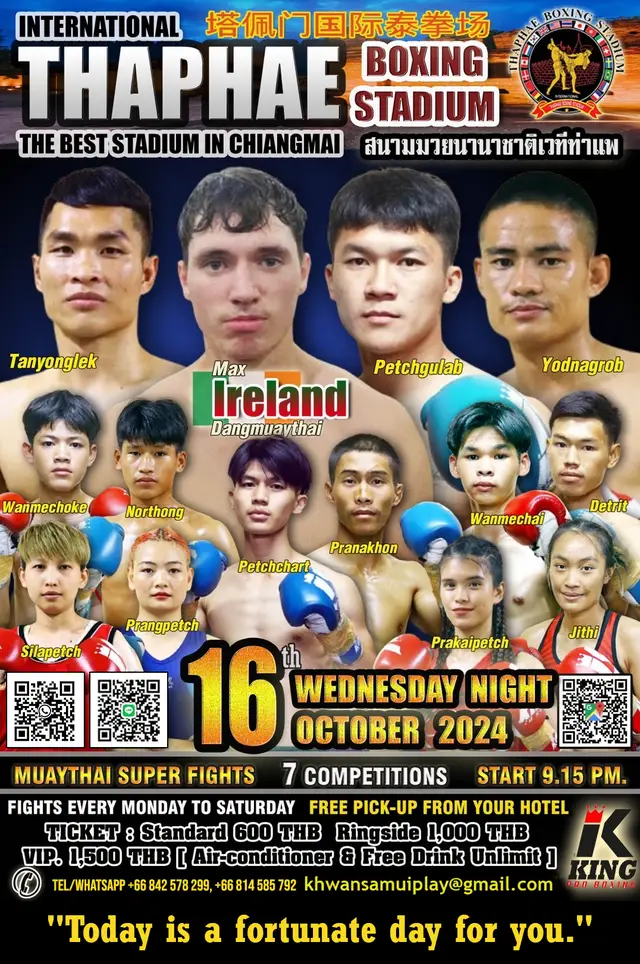 INTERNATIONAL
塔佩门国际泰拳场
THAPHAE
BOXING
STADIUM
THAPHAE BOXING STADIUM
THE BEST STADIUM IN CHIANGMAI
สนามมวยนานาชาติเวทีท่าแพ
Tanyonglek
Max
Ireland
Dangmuaythai
Petchgulab
Yodnagrob
Wanmechoke
Northong
Petchchart
Pranakhon
Wanmechai
Detrit
Silapetch
Prangpetch
Prakaipetch
Jithi
16th
WEDNESDAY NIGHT
OCTOBER 2024
MUAYTHAI SUPER FIGHTS 7 COMPETITIONS START 9.15 PM.
FIGHTS EVERY MONDAY TO SATURDAY FREE PICK-UP FROM YOUR HOTEL
TICKET : Standard 600 THB Ringside 1,000 THB
VIP. 1,500 THB [ Air-conditioner & Free Drink Unlimit ]
TEL/WHATSAPP +66 842 578 299, +66 814 585 792 khwansamuiplay@gmail.com
K
KING
PRO BOXING
"Today is a fortunate day for you."